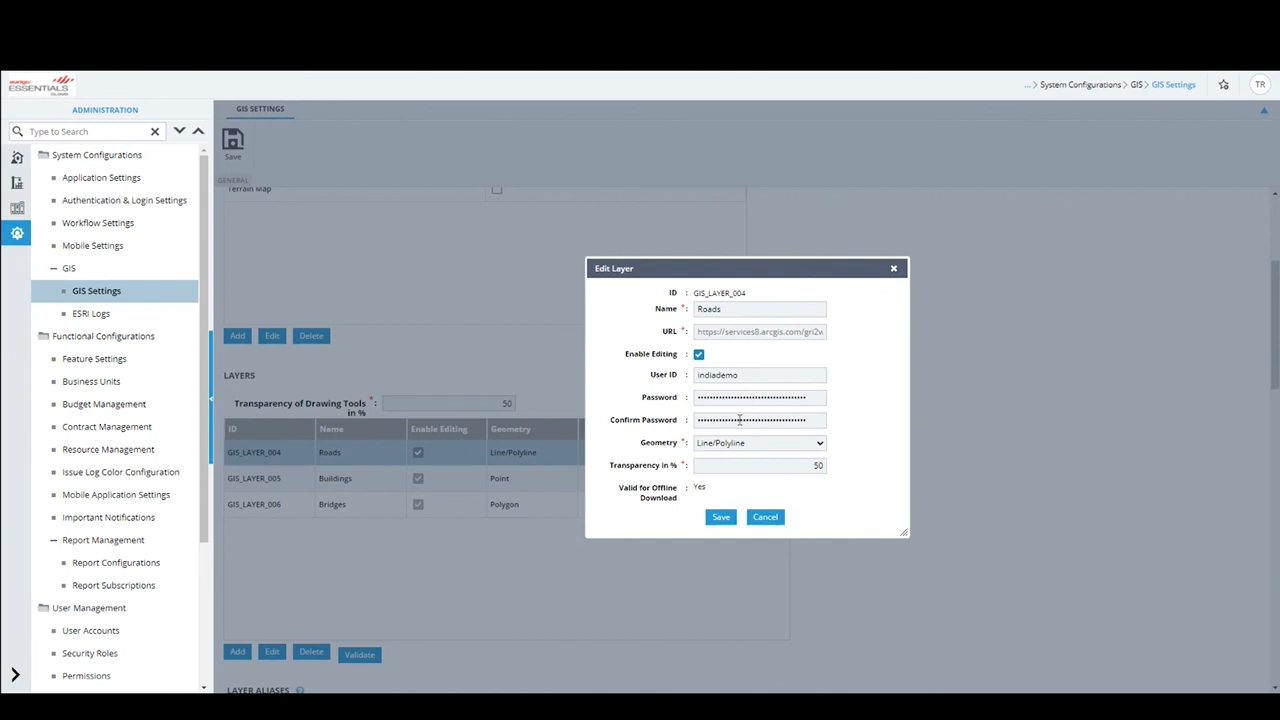 ESSENTIALS
... > System Configurations > GIS > GIS Settings
TR
ADMINISTRATION
Type to Search
System Configurations
Application Settings
Authentication & Login Settings
Workflow Settings
Mobile Settings
GIS
GIS Settings
ESRI Logs
Functional Configurations
Feature Settings
Business Units
Budget Management
Contract Management
Resource Management
Issue Log Color Configuration
Mobile Application Settings
Important Notifications
Report Management
Report Configurations
Report Subscriptions
User Management
User Accounts
Security Roles
Permissions
GIS SETTINGS
Save
GENERAL
Terrain Map
Add Edit Delete
LAYERS
Transparency of Drawing Tools * : 50
in %
ID Name Enable Editing Geometry
GIS_LAYER_004 Roads Line/Polyline
GIS_LAYER_005 Buildings Point
GIS_LAYER_006 Bridges Polygon
Add Edit Delete Validate
LAYER ALIASES
Edit Layer
ID : GIS_LAYER_004
Name * : Roads
URL * : https://services8.arcgis.com/gri2v
Enable Editing :
User ID : indiademo
Password :
Confirm Password :
Geometry * : Line/Polyline
Transparency in % * : 50
Valid for Offline : Yes
Download
Save Cancel